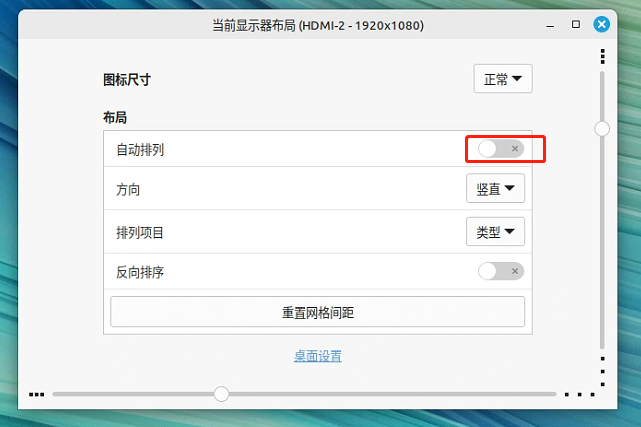 当前显示器布局 (HDMI-2 - 1920x1080)
图标尺寸
正常
布局
自动排列
方向
竖直
排列项目
类型
反向排序
重置网格间距
桌面设置